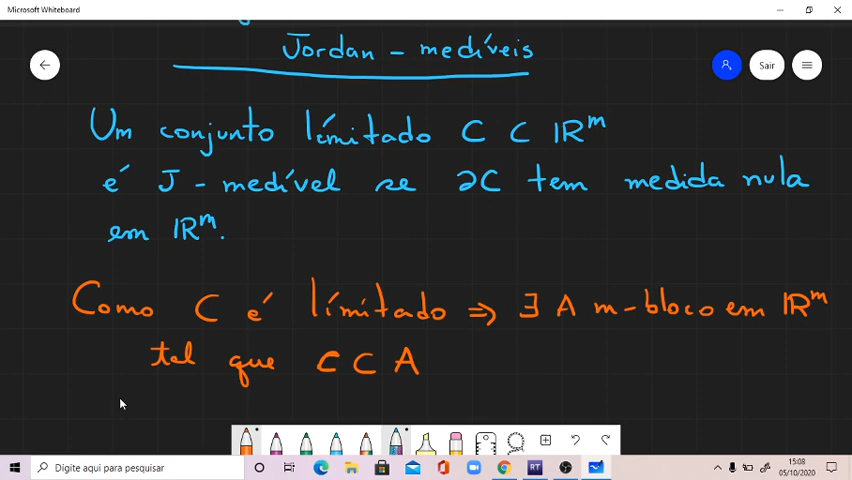 Microsoft Whiteboard
Jordan - medíveis
Sair
Um conjunto limitado C ⊂ ℝᵐ
é J - medível se ∂C tem medida nula
em ℝᵐ.
Como C é limitado ⇒ ∃ A m-bloco em ℝᵐ
tal que C ⊂ A
Digite aqui para pesquisar
RT
15:08
05/10/2020